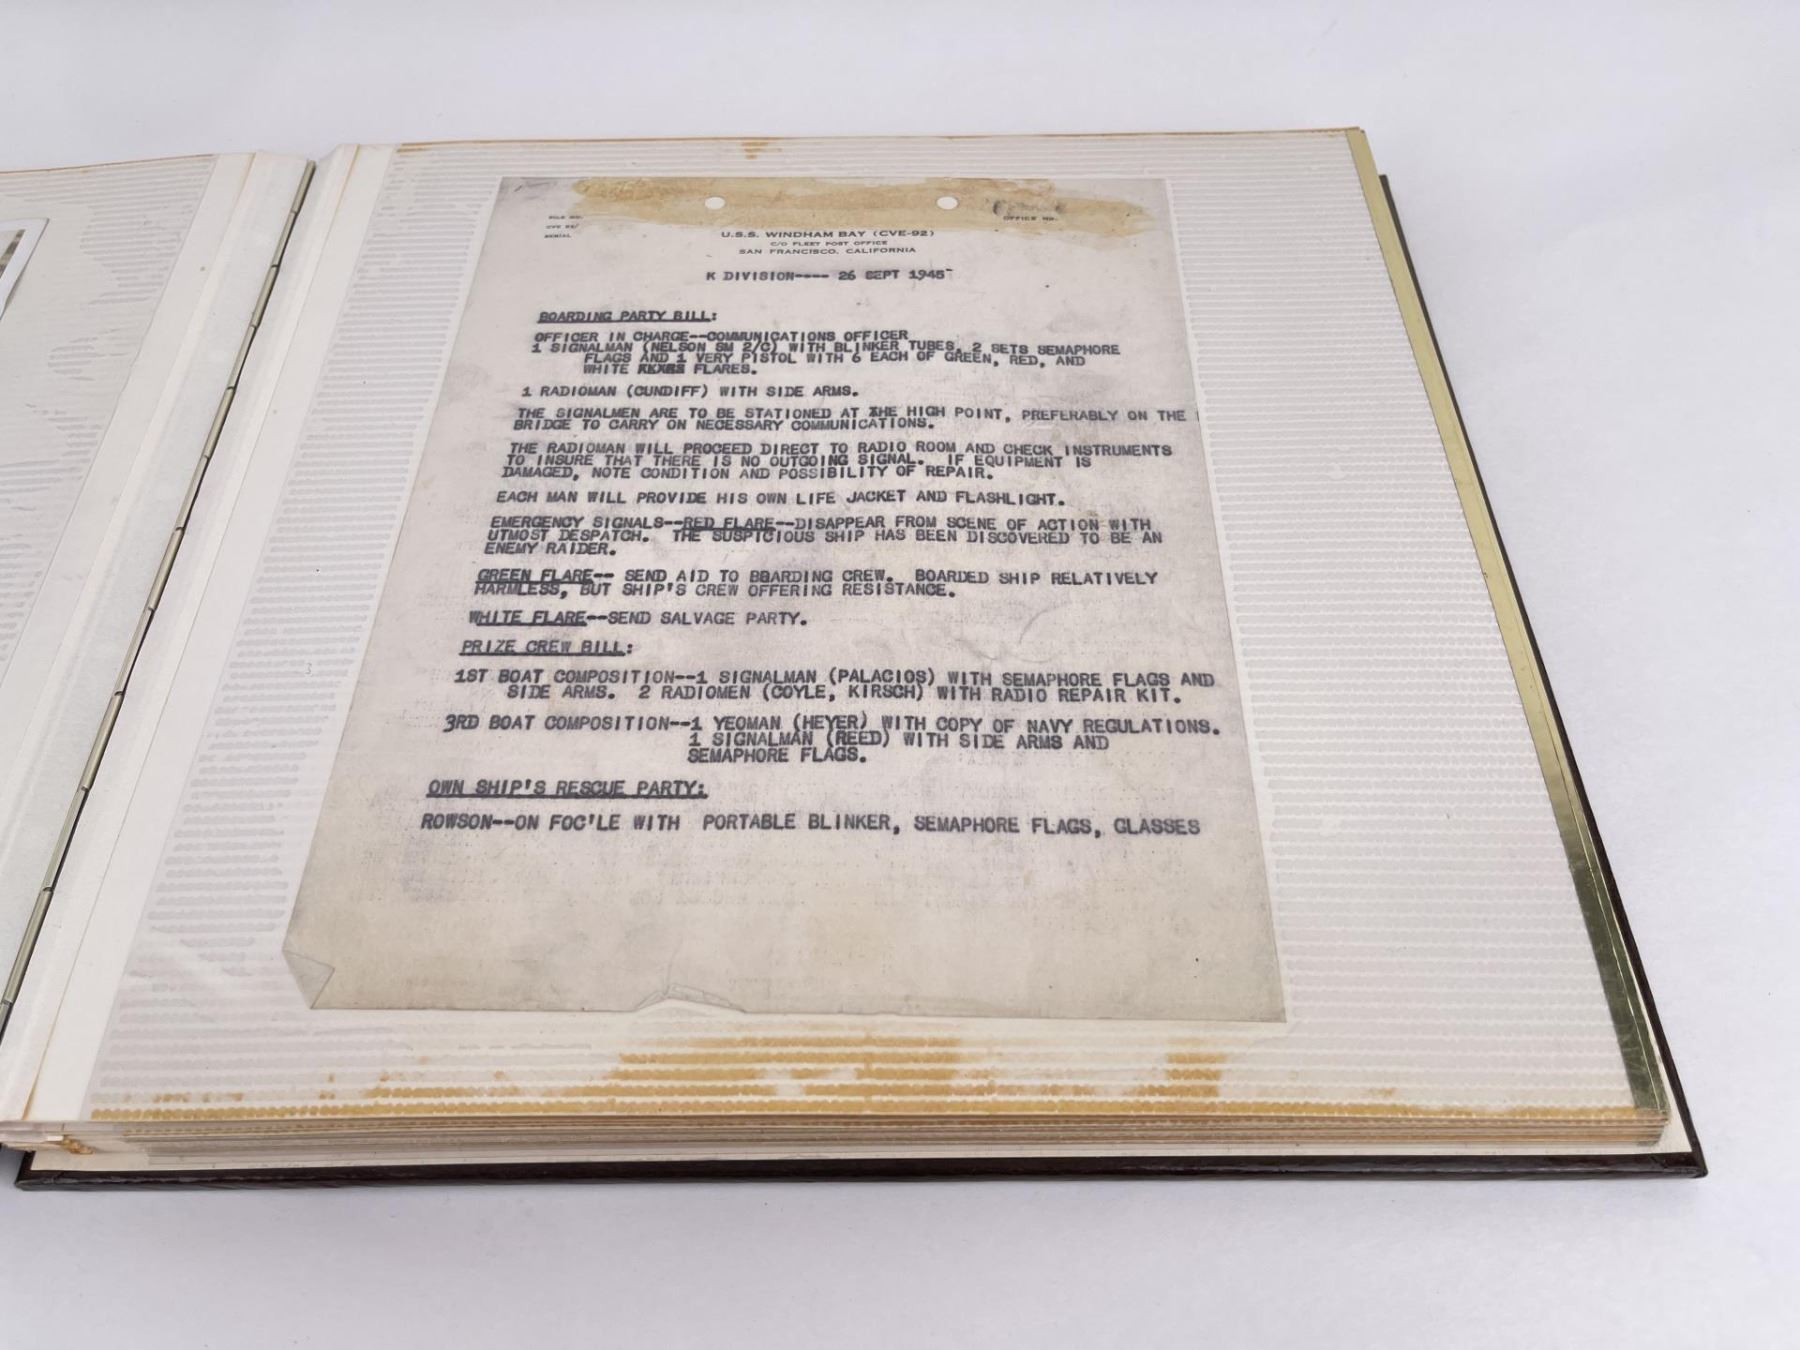 FILE NO.
OFFICE NO.
CVE 92/
SERIAL
U.S.S. WINDHAM BAY (CVE-92)
C/O FLEET POST OFFICE
SAN FRANCISCO, CALIFORNIA
K DIVISION---- 26 SEPT 1945
BOARDING PARTY BILL:
OFFICER IN CHARGE--COMMUNICATIONS OFFICER
1 SIGNALMAN (NELSON SM 2/C) WITH BLINKER TUBES, 2 SETS SEMAPHORE
FLAGS AND 1 VERY PISTOL WITH 6 EACH OF GREEN, RED, AND
WHITE FLARES.
1 RADIOMAN (CUNDIFF) WITH SIDE ARMS.
THE SIGNALMEN ARE TO BE STATIONED AT THE HIGH POINT, PREFERABLY ON THE
BRIDGE TO CARRY ON NECESSARY COMMUNICATIONS.
THE RADIOMAN WILL PROCEED DIRECT TO RADIO ROOM AND CHECK INSTRUMENTS
TO INSURE THAT THERE IS NO OUTGOING SIGNAL. IF EQUIPMENT IS
DAMAGED, NOTE CONDITION AND POSSIBILITY OF REPAIR.
EACH MAN WILL PROVIDE HIS OWN LIFE JACKET AND FLASHLIGHT.
EMERGENCY SIGNALS--RED FLARE--DISAPPEAR FROM SCENE OF ACTION WITH
UTMOST DESPATCH. THE SUSPICIOUS SHIP HAS BEEN DISCOVERED TO BE AN
ENEMY RAIDER.
GREEN FLARE-- SEND AID TO BOARDING CREW. BOARDED SHIP RELATIVELY
HARMLESS, BUT SHIP'S CREW OFFERING RESISTANCE.
WHITE FLARE--SEND SALVAGE PARTY.
PRIZE CREW BILL:
1ST BOAT COMPOSITION--1 SIGNALMAN (PALACIOS) WITH SEMAPHORE FLAGS AND
SIDE ARMS. 2 RADIOMEN (COYLE, KIRSCH) WITH RADIO REPAIR KIT.
3RD BOAT COMPOSITION--1 YEOMAN (HEYER) WITH COPY OF NAVY REGULATIONS.
1 SIGNALMAN (REED) WITH SIDE ARMS AND
SEMAPHORE FLAGS.
OWN SHIP'S RESCUE PARTY:
ROWSON--ON FOC'LE WITH PORTABLE BLINKER, SEMAPHORE FLAGS, GLASSES
3